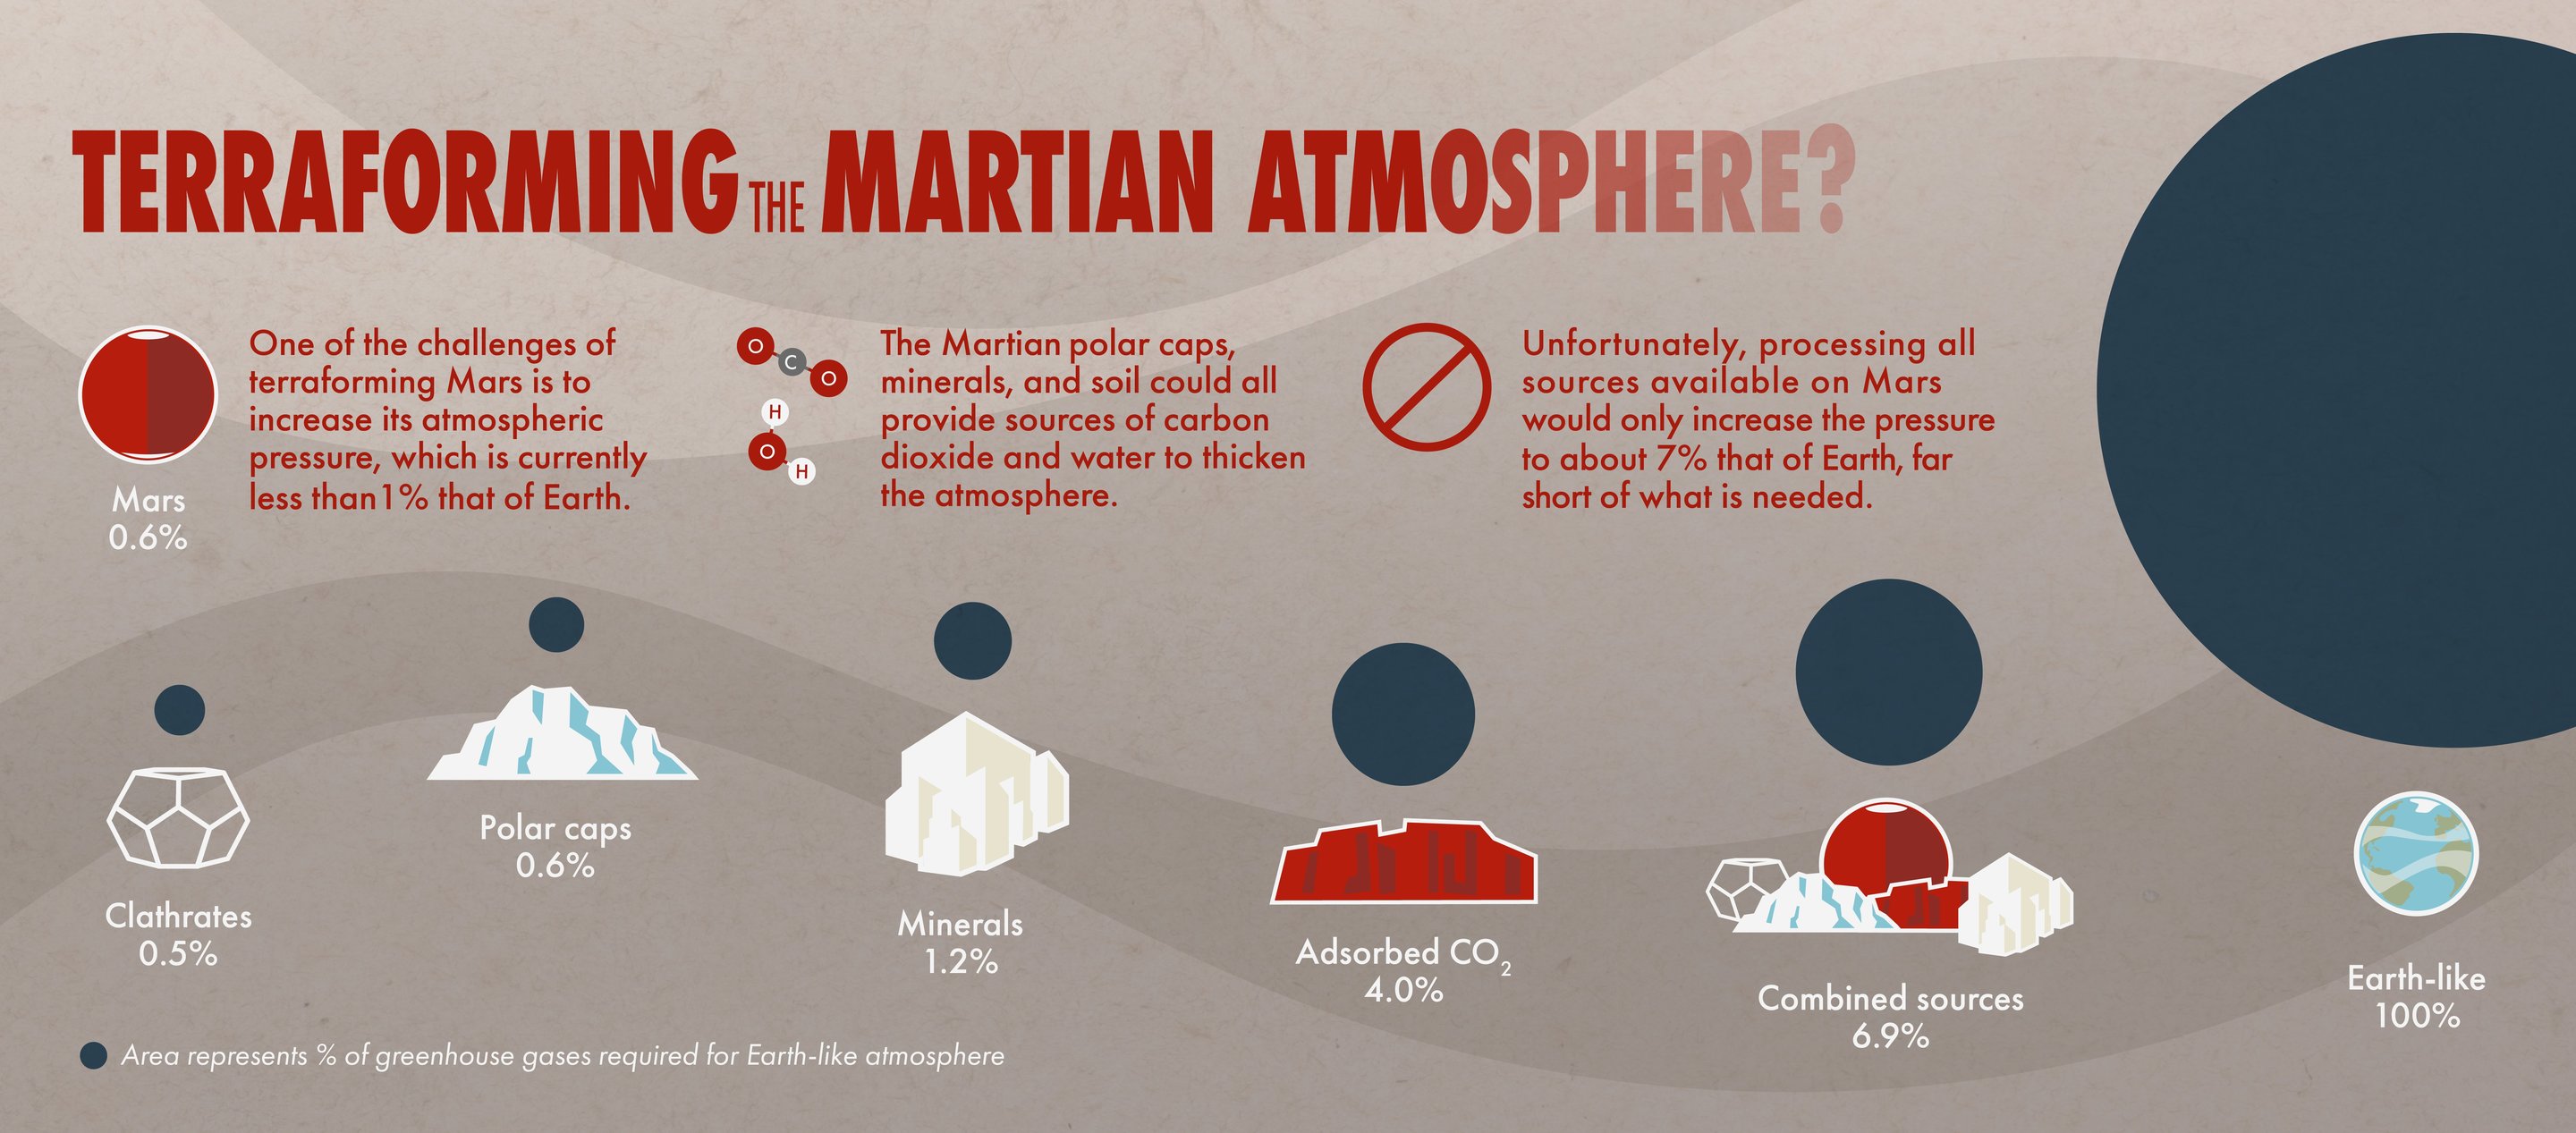 TERRAFORMING THE MARTIAN ATMOSPHERE?
One of the challenges of
terraforming Mars is to
increase its atmospheric
pressure, which is currently
less than1% that of Earth.
Mars
0.6%
O
C
O
H
O
H
The Martian polar caps,
minerals, and soil could all
provide sources of carbon
dioxide and water to thicken
the atmosphere.
Unfortunately, processing all
sources available on Mars
would only increase the pressure
to about 7% that of Earth, far
short of what is needed.
Clathrates
0.5%
Polar caps
0.6%
Minerals
1.2%
Adsorbed CO₂
4.0%
Combined sources
6.9%
Earth-like
100%
Area represents % of greenhouse gases required for Earth-like atmosphere